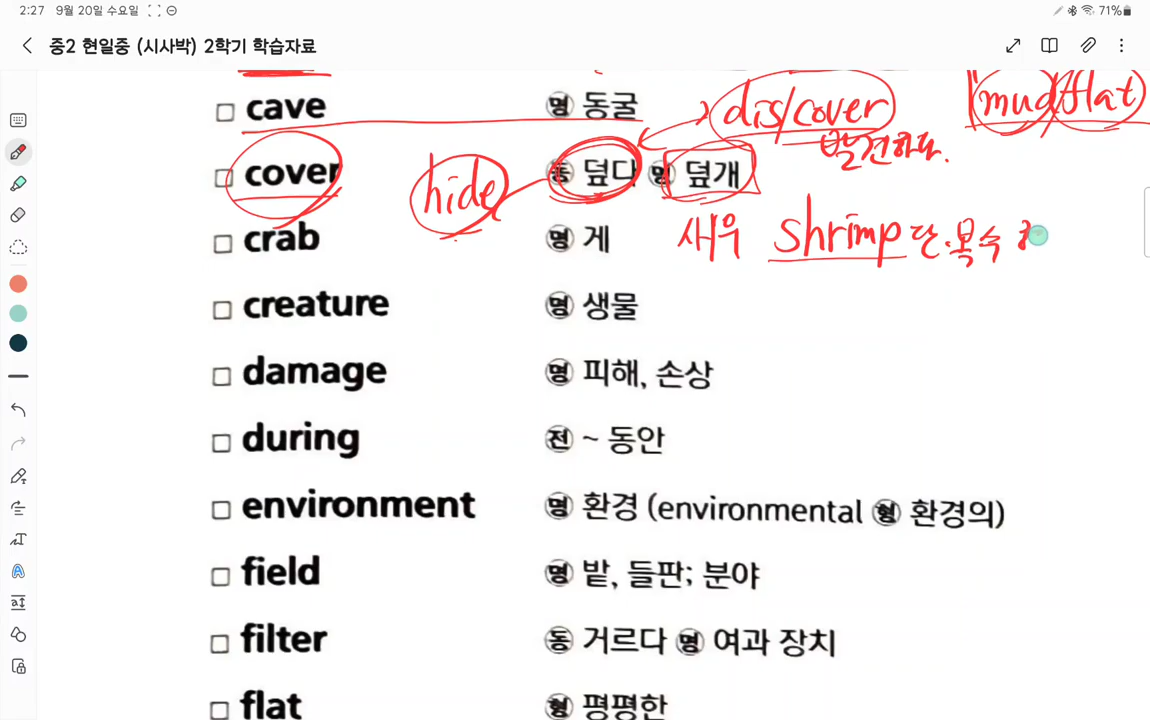 2:27 9월 20일 수요일 71%
중2 현일중 (시사박) 2학기 학습자료
cave 명 동굴 dis/cover mud/flat
발견하다.
cover hide 동 덮다 명 덮개
crab 명 게 새우 shrimp 단·복수
creature 명 생물
damage 명 피해, 손상
during 전 ~ 동안
environment 명 환경 (environmental 형 환경의)
field 명 밭, 들판; 분야
filter 동 거르다 명 여과 장치
flat 형 평평한